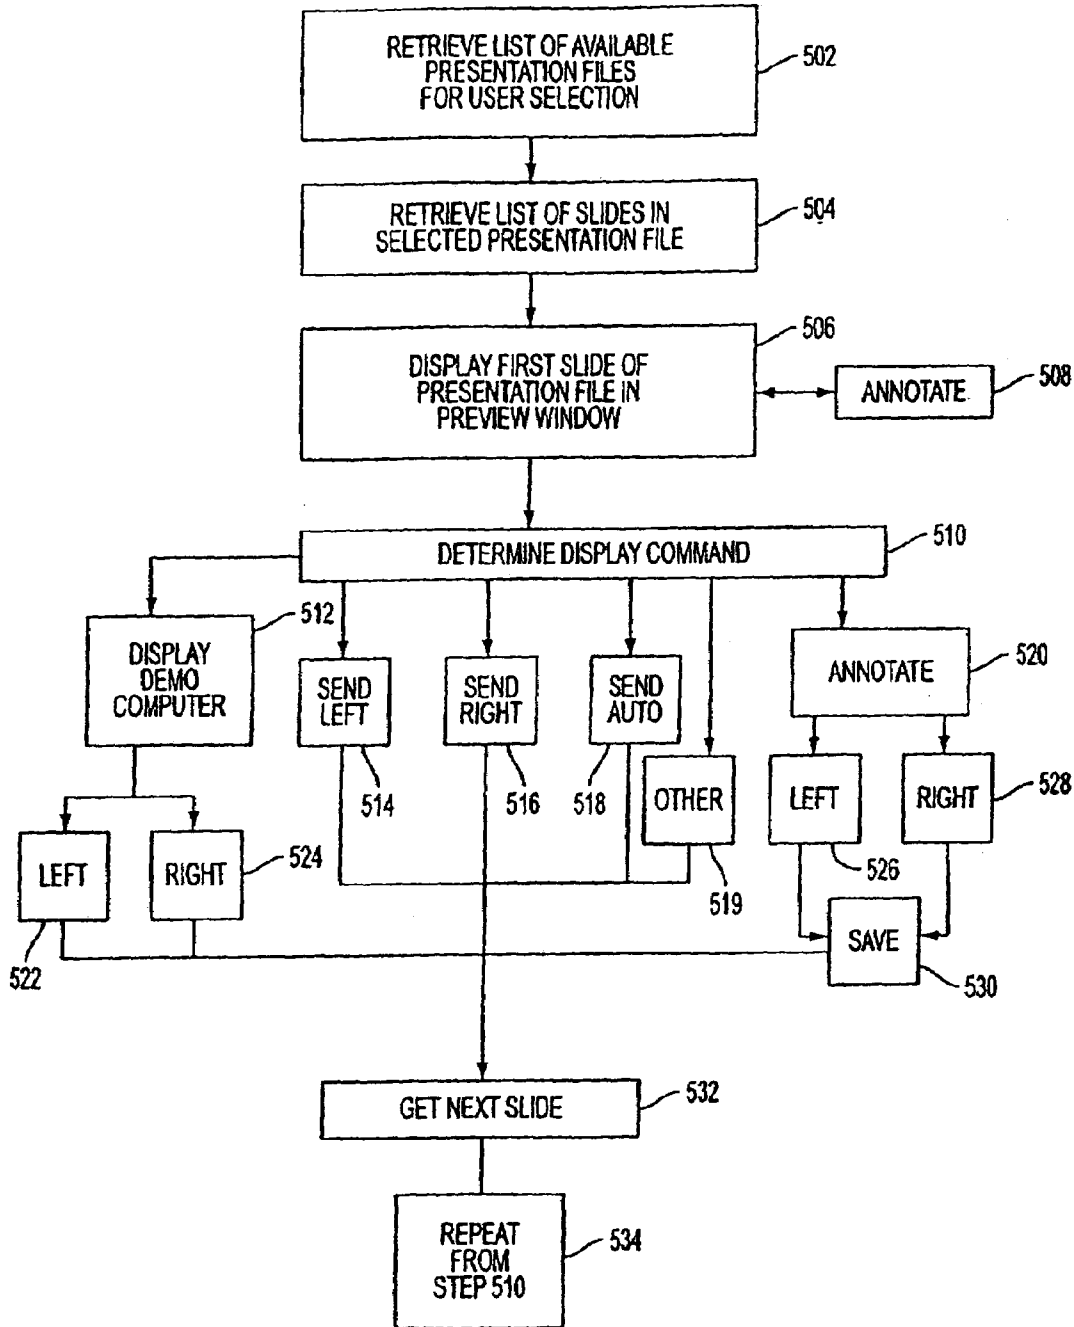 RETRIEVE LIST OF AVAILABLE
PRESENTATION FILES
FOR USER SELECTION
502
RETRIEVE LIST OF SLIDES IN
SELECTED PRESENTATION FILE
504
DISPLAY FIRST SLIDE OF
PRESENTATION FILE IN
PREVIEW WINDOW
506
ANNOTATE
508
DETERMINE DISPLAY COMMAND
510
DISPLAY
DEMO
COMPUTER
512
SEND
LEFT
514
SEND
RIGHT
516
SEND
AUTO
518
OTHER
519
ANNOTATE
520
LEFT
522
RIGHT
524
LEFT
526
RIGHT
528
SAVE
530
GET NEXT SLIDE
532
REPEAT
FROM
STEP 510
534